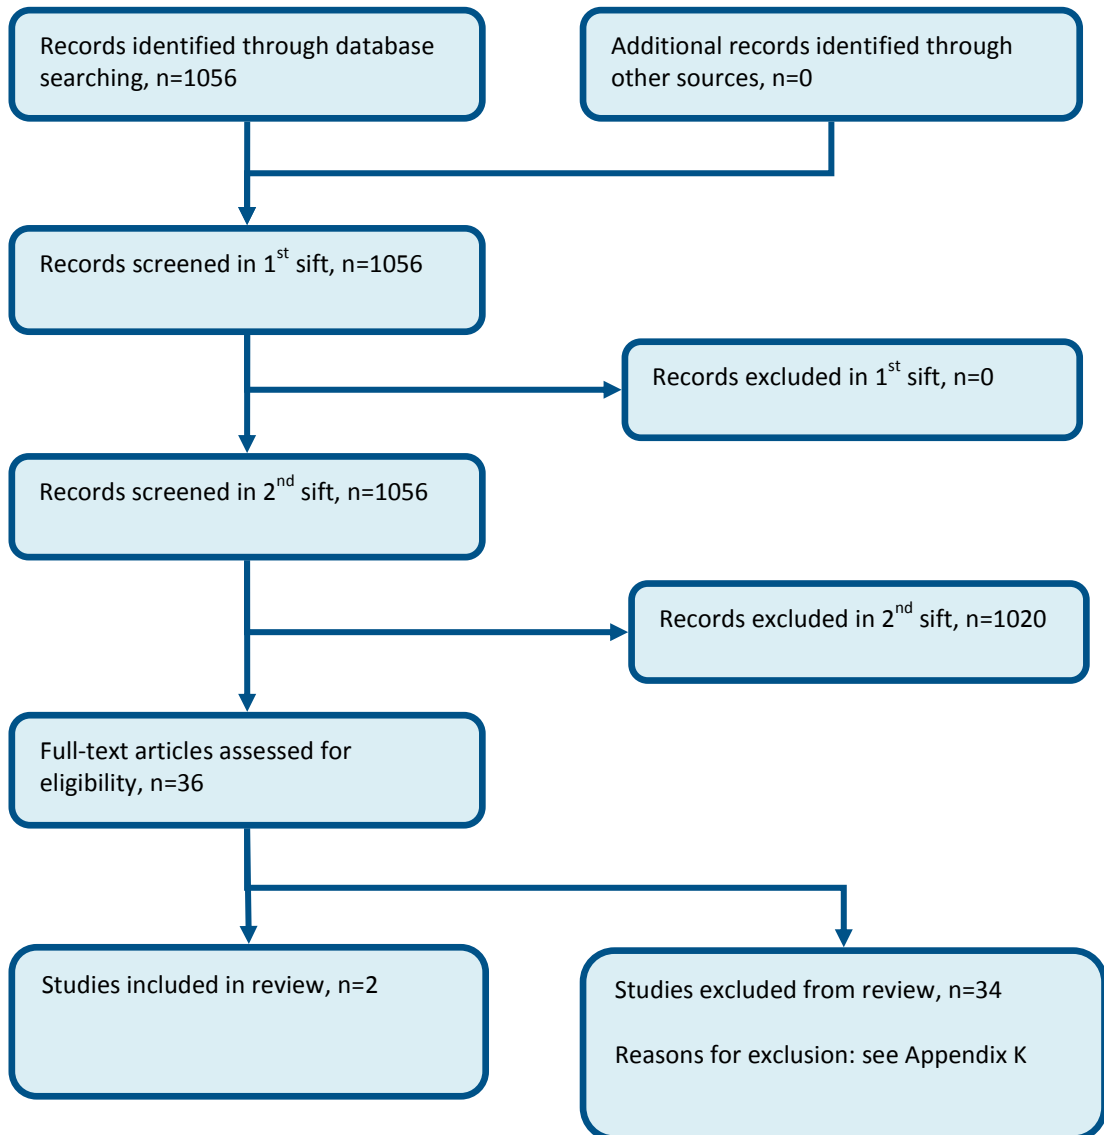 Records identified through database
searching, n=1056
Additional records identified through
other sources, n=0
Records screened in 1st sift, n=1056
Records excluded in 1st sift, n=0
Records screened in 2nd sift, n=1056
Records excluded in 2nd sift, n=1020
Full-text articles assessed for
eligibility, n=36
Studies included in review, n=2
Studies excluded from review, n=34
Reasons for exclusion: see Appendix K